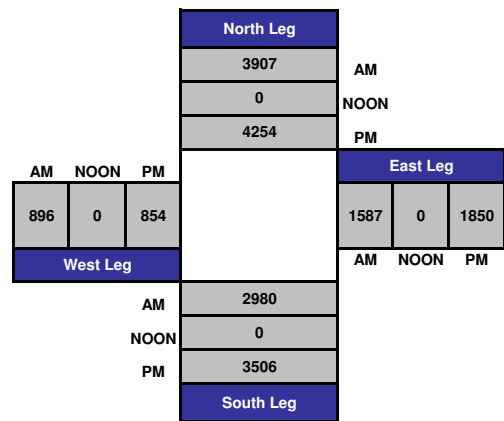 North Leg
3907 AM
0 NOON
4254 PM
AM NOON PM
East Leg
896 0 854
1587 0 1850
West Leg
AM NOON PM
AM 2980
NOON 0
PM 3506
South Leg